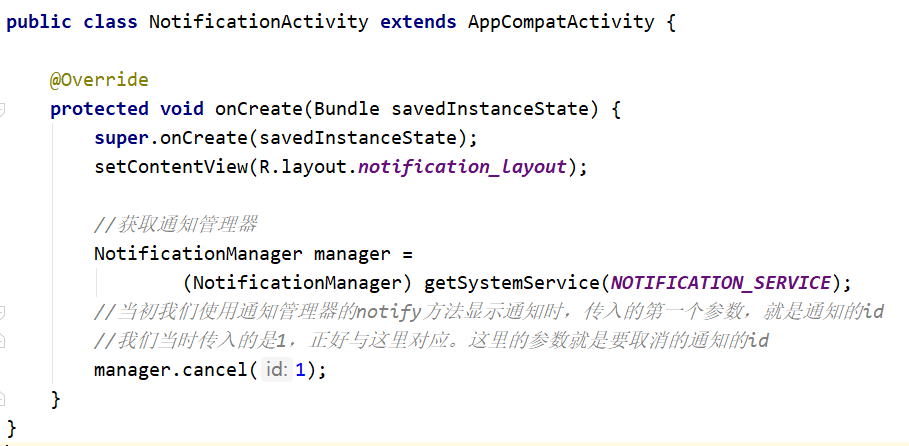 public class NotificationActivity extends AppCompatActivity {
@Override
protected void onCreate(Bundle savedInstanceState) {
super.onCreate(savedInstanceState);
setContentView(R.layout.notification_layout);
//获取通知管理器
NotificationManager manager =
(NotificationManager) getSystemService(NOTIFICATION_SERVICE);
//当初我们使用通知管理器的notify方法显示通知时，传入的第一个参数，就是通知的id
//我们当时传入的是1，正好与这里对应。这里的参数就是要取消的通知的id
manager.cancel( id: 1);
}
}